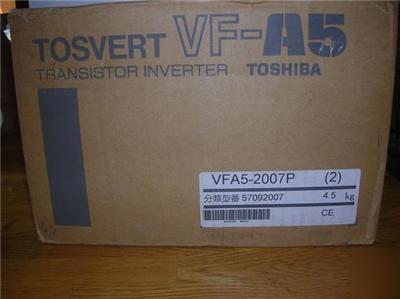 TOSVERT VF-A5
TRANSISTOR INVERTER TOSHIBA
VFA5-2007P (2)
分類型番 57092007 4.5 kg
CE